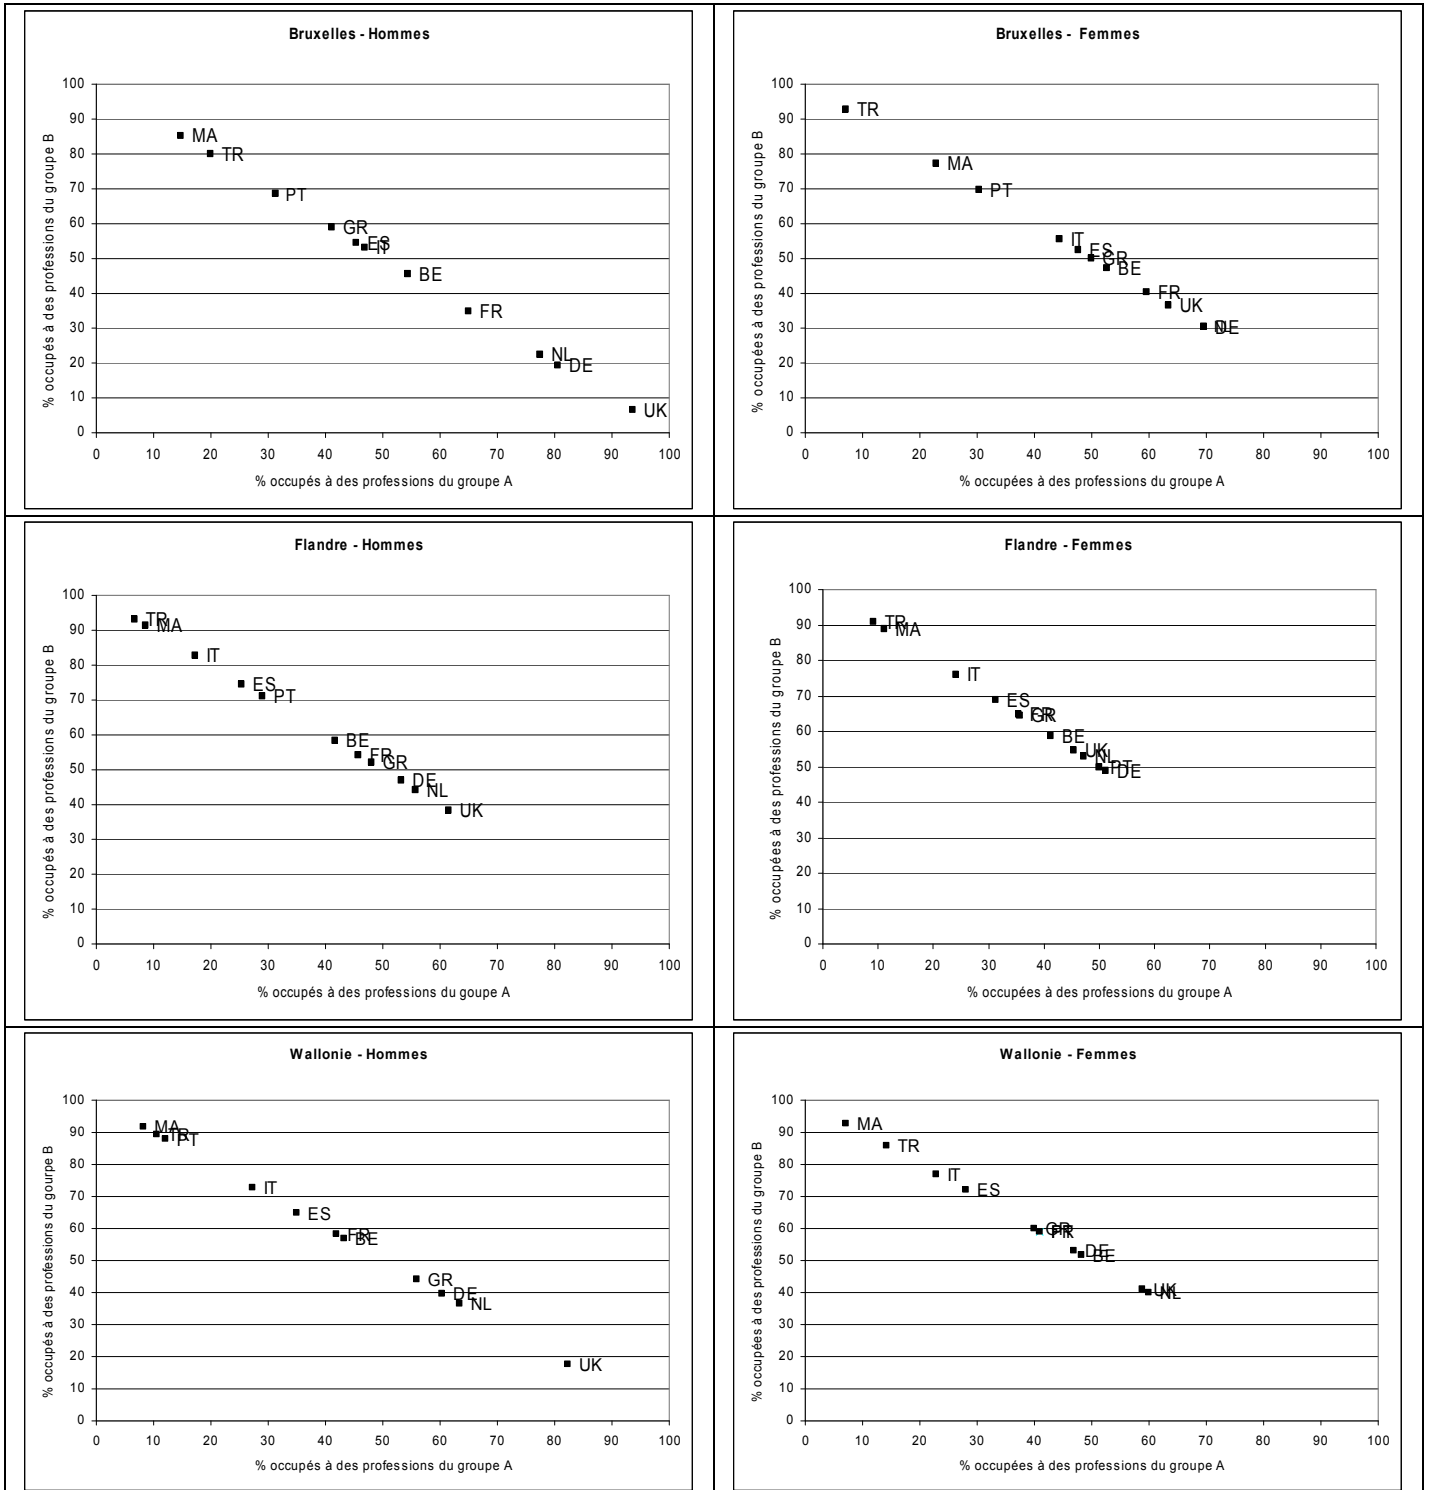 Bruxelles - Hommes
100
90
80
70
60
50
40
30
20
10
0
0 10 20 30 40 50 60 70 80 90 100
% occupés à des professions du groupe B
% occupés à des professions du groupe A
MA
TR
PT
GR
ES
IT
BE
FR
NL
DE
UK
Bruxelles - Femmes
100
90
80
70
60
50
40
30
20
10
0
0 10 20 30 40 50 60 70 80 90 100
% occupées à des professions du groupe B
% occupées à des professions du groupe A
TR
MA
PT
IT
ES
GR
BE
FR
UK
NL
DE
Flandre - Hommes
100
90
80
70
60
50
40
30
20
10
0
0 10 20 30 40 50 60 70 80 90 100
% occupés à des professions du groupe B
% occupés à des professions du goupe A
TR
MA
IT
ES
PT
BE
FR
GR
DE
NL
UK
Flandre - Femmes
100
90
80
70
60
50
40
30
20
10
0
0 10 20 30 40 50 60 70 80 90 100
% occupées à des professions du groupe B
% occupées à des professions du groupe A
TR
MA
IT
ES
FR
GR
BE
UK
NL
PT
DE
Wallonie - Hommes
100
90
80
70
60
50
40
30
20
10
0
0 10 20 30 40 50 60 70 80 90 100
% occupés à des professions du gourpe B
% occupés à des professions du groupe A
MA
TR
PT
IT
ES
FR
BE
GR
DE
NL
UK
Wallonie - Femmes
100
90
80
70
60
50
40
30
20
10
0
0 10 20 30 40 50 60 70 80 90 100
% occupées à des professions du groupe B
% occupées à des professions du groupe A
MA
TR
IT
ES
GR
DE
BE
UK
NL